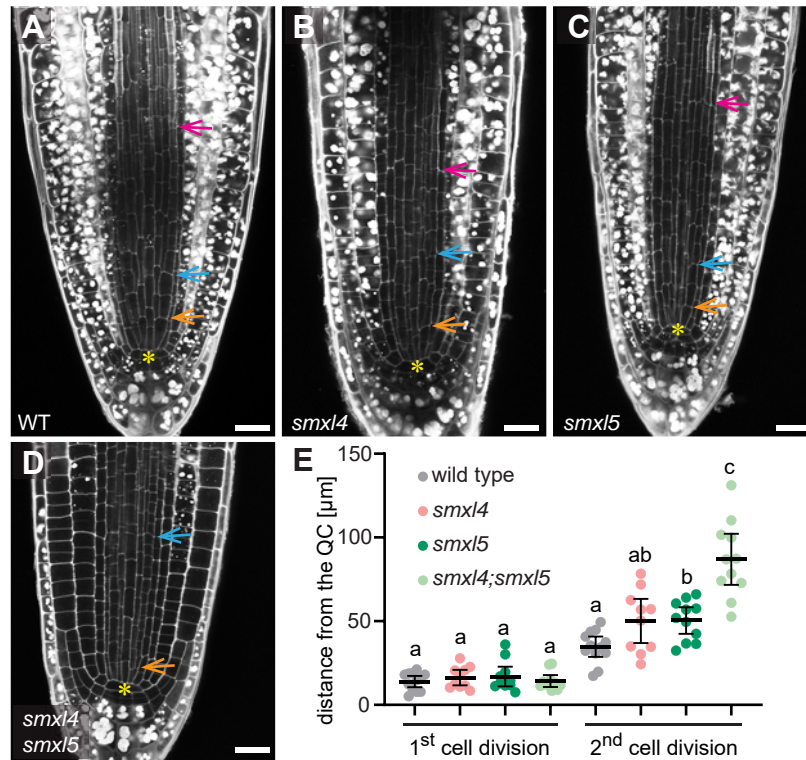 A
B
C
WT
smxl4
smxl5
D
smxl4
smxl5
E
150
100
50
0
distance from the QC [µm]
wild type
smxl4
smxl5
smxl4;smxl5
a
a
a
a
a
ab
b
c
1st cell division
2nd cell division
*
*
*
*